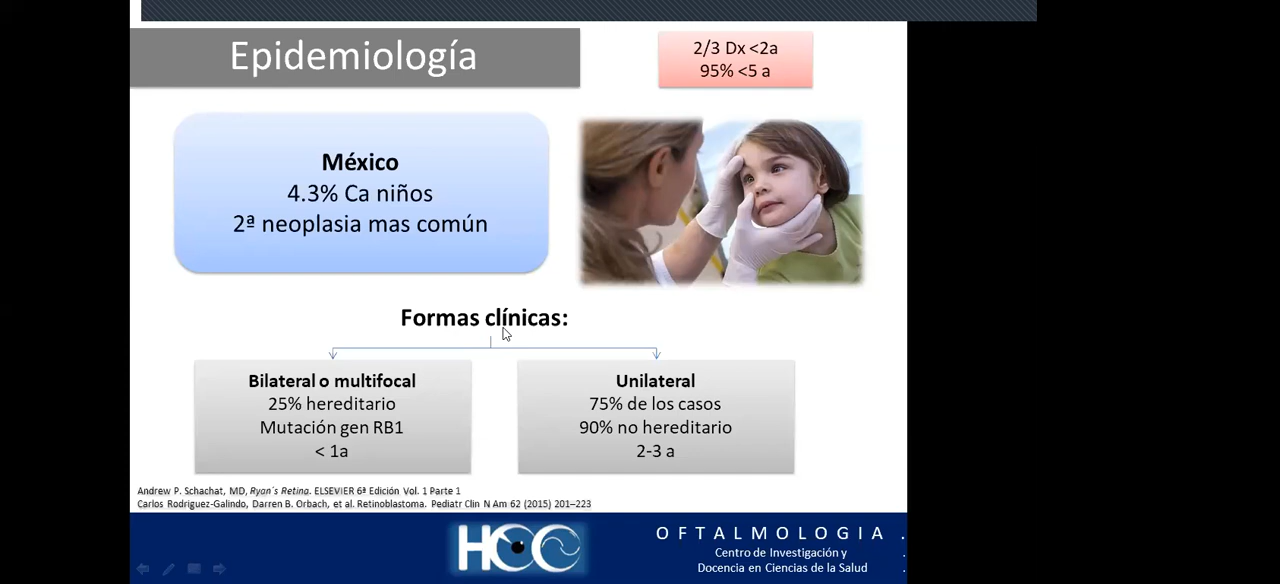 Epidemiología
2/3 Dx <2a
95% <5 a
México
4.3% Ca niños
2ª neoplasia mas común
Formas clínicas:
Bilateral o multifocal
25% hereditario
Mutación gen RB1
< 1a
Unilateral
75% de los casos
90% no hereditario
2-3 a
Andrew P. Schachat, MD, Ryan´s Retina. ELSEVIER 6ª Edición Vol. 1 Parte 1
Carlos Rodriguez-Galindo, Darren B. Orbach, et al. Retinoblastoma. Pediatr Clin N Am 62 (2015) 201–223
HCC
OFTALMOLOGIA .
Centro de Investigación y .
Docencia en Ciencias de la Salud .